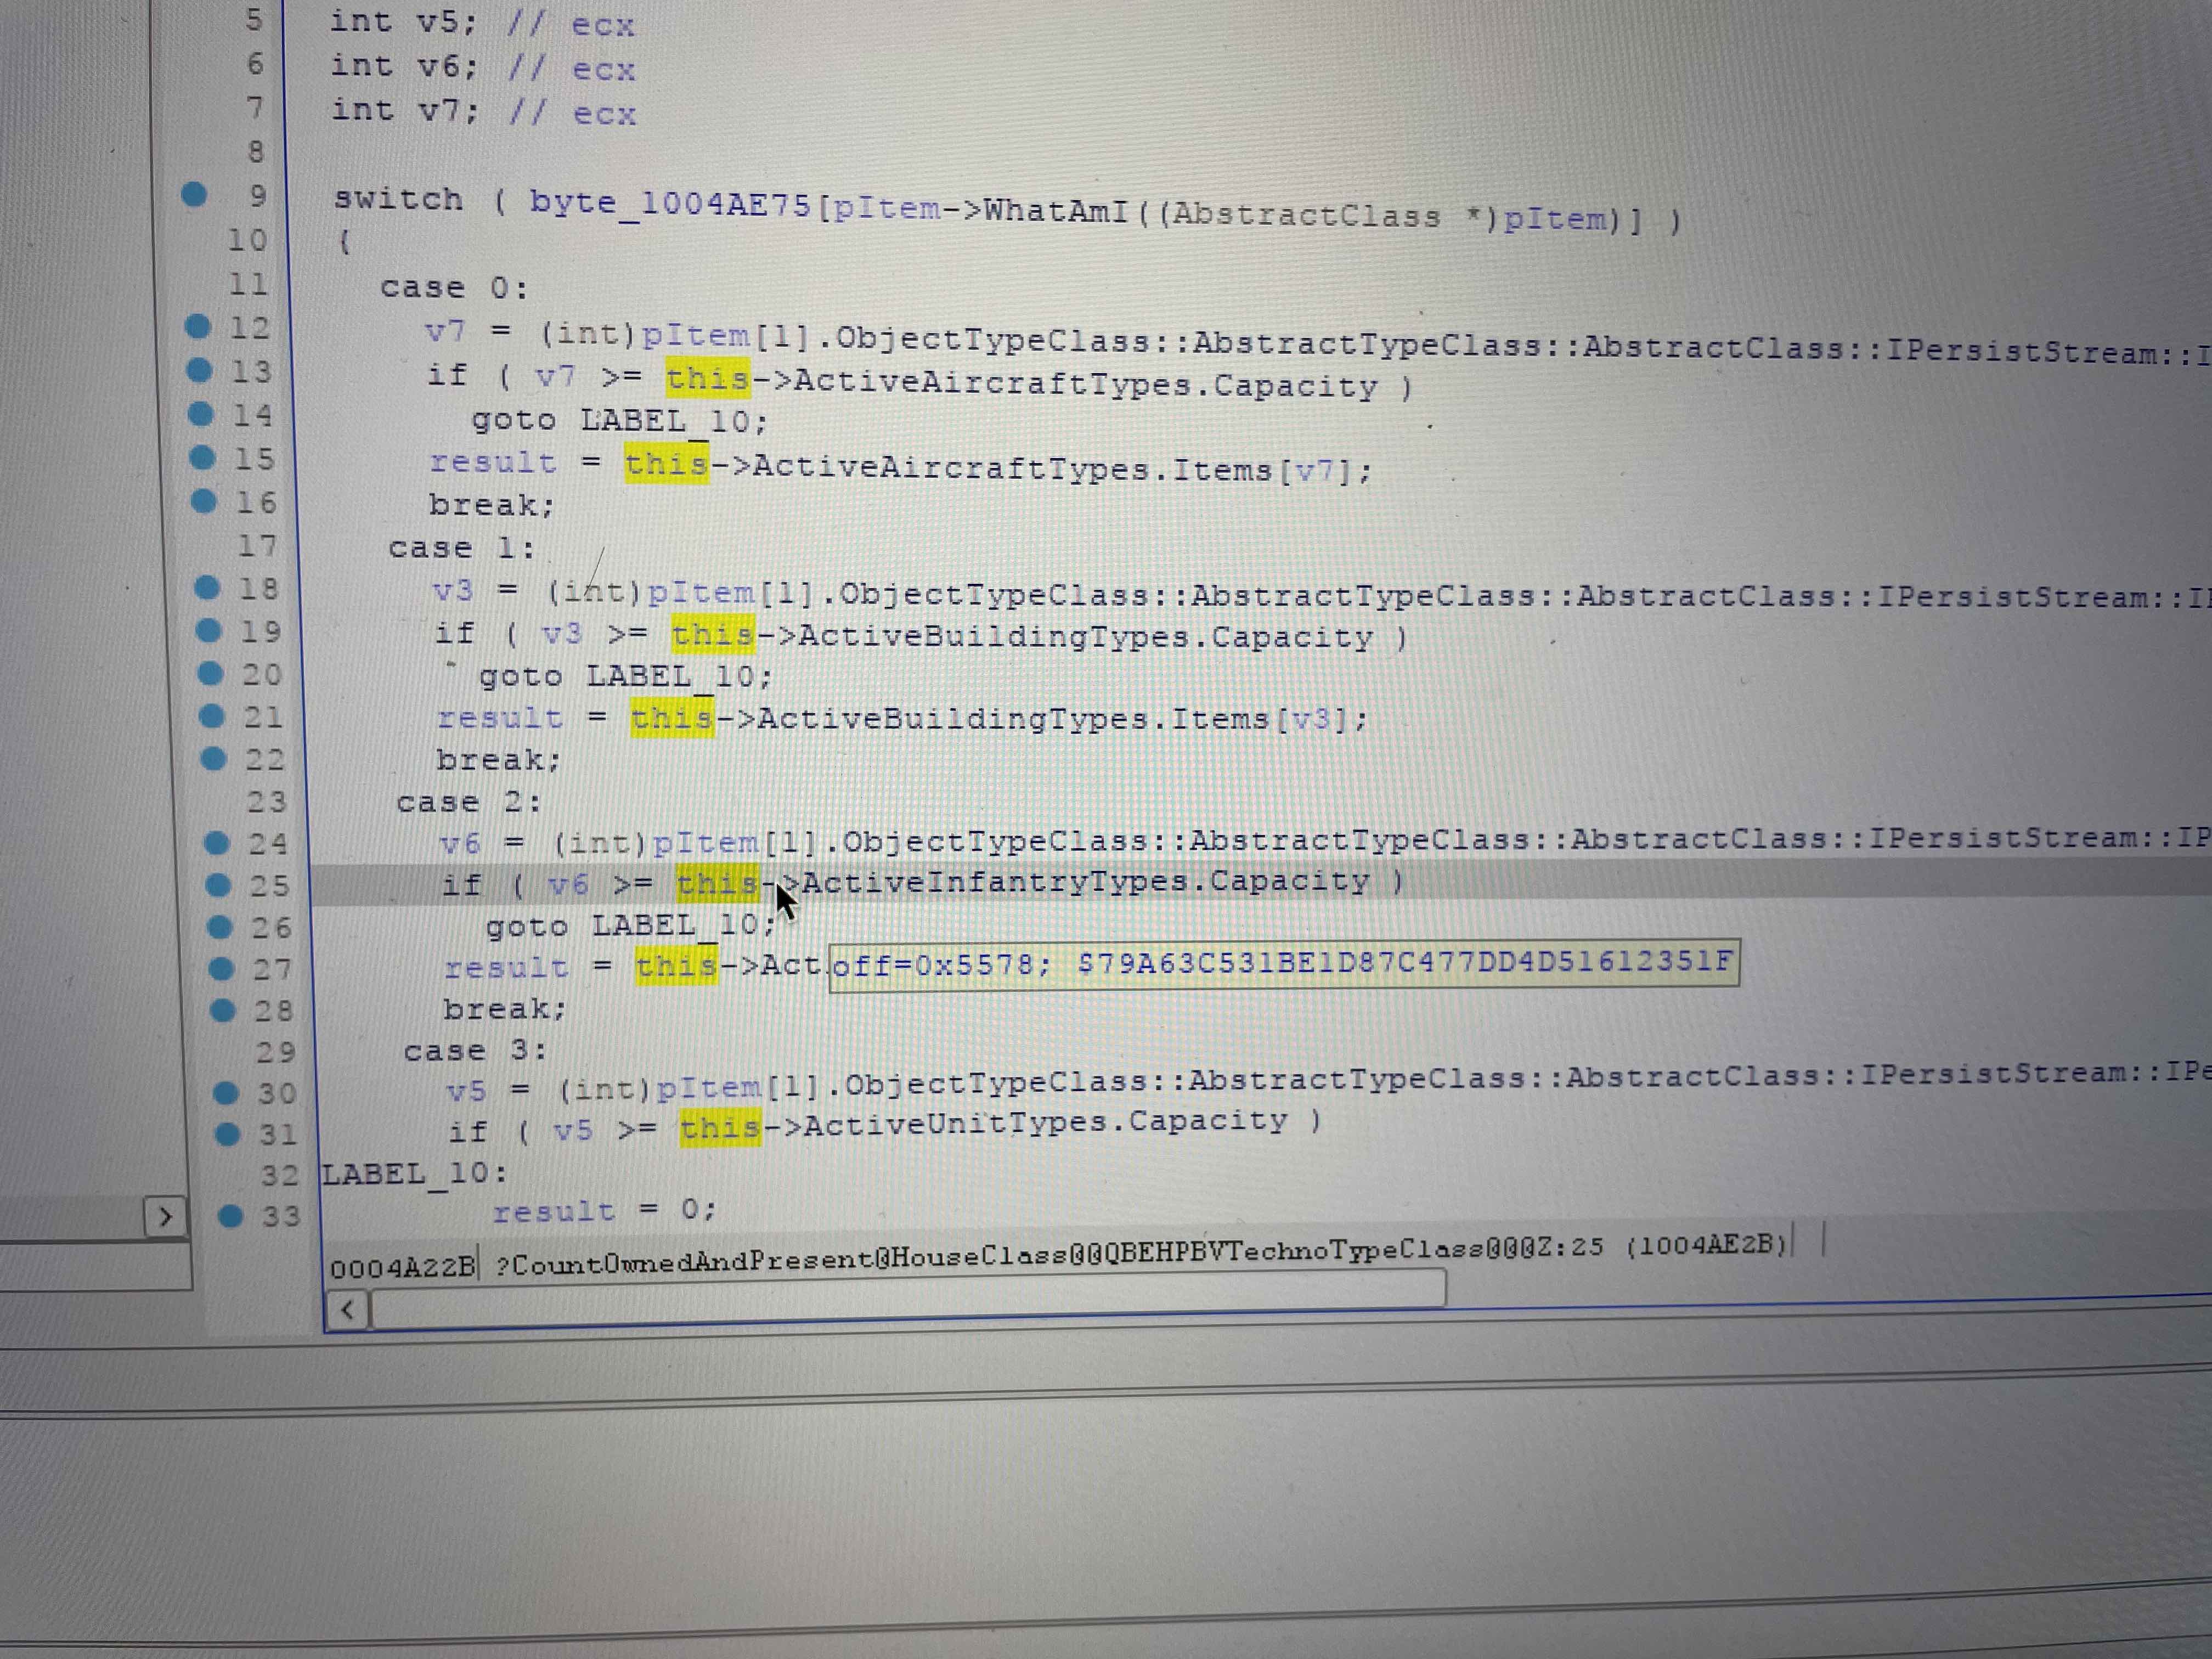 5 int v5; // ecx
6 int v6; // ecx
7 int v7; // ecx
8
9 switch ( byte_1004AE75[pItem->WhatAmI((AbstractClass *)pItem)] )
10 {
11 case 0:
12 v7 = (int)pItem[1].ObjectTypeClass::AbstractTypeClass::AbstractClass::IPersistStream::I
13 if ( v7 >= this->ActiveAircraftTypes.Capacity )
14 goto LABEL_10;
15 result = this->ActiveAircraftTypes.Items[v7];
16 break;
17 case 1:
18 v3 = (int)pItem[1].ObjectTypeClass::AbstractTypeClass::AbstractClass::IPersistStream::I
19 if ( v3 >= this->ActiveBuildingTypes.Capacity )
20 goto LABEL_10;
21 result = this->ActiveBuildingTypes.Items[v3];
22 break;
23 case 2:
24 v6 = (int)pItem[1].ObjectTypeClass::AbstractTypeClass::AbstractClass::IPersistStream::IP
25 if ( v6 >= this->ActiveInfantryTypes.Capacity )
26 goto LABEL_10;
27 result = this->Act off=0x5578; $79A63C531BE1D87C477DD4D51612351F
28 break;
29 case 3:
30 v5 = (int)pItem[1].ObjectTypeClass::AbstractTypeClass::AbstractClass::IPersistStream::IPe
31 if ( v5 >= this->ActiveUnitTypes.Capacity )
32 LABEL_10:
33 result = 0;
0004A22B ?CountOwnedAndPresent@HouseClass@@QBEHPBVTechnoTypeClass@@@Z:25 (1004AE2B)